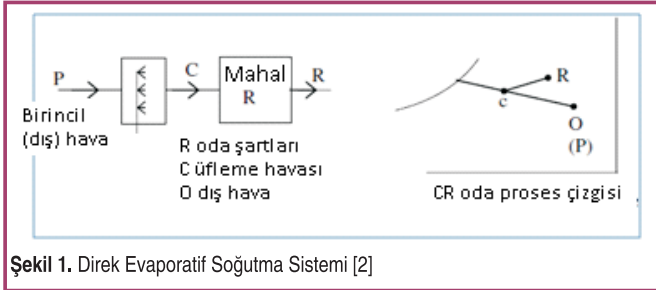 P
C
Mahal
R
R
Birincil
(dış) hava
R oda şartları
C üfleme havası
O dış hava
R
c
O
(P)
CR oda proses çizgisi
Şekil 1. Direk Evaporatif Soğutma Sistemi [2]